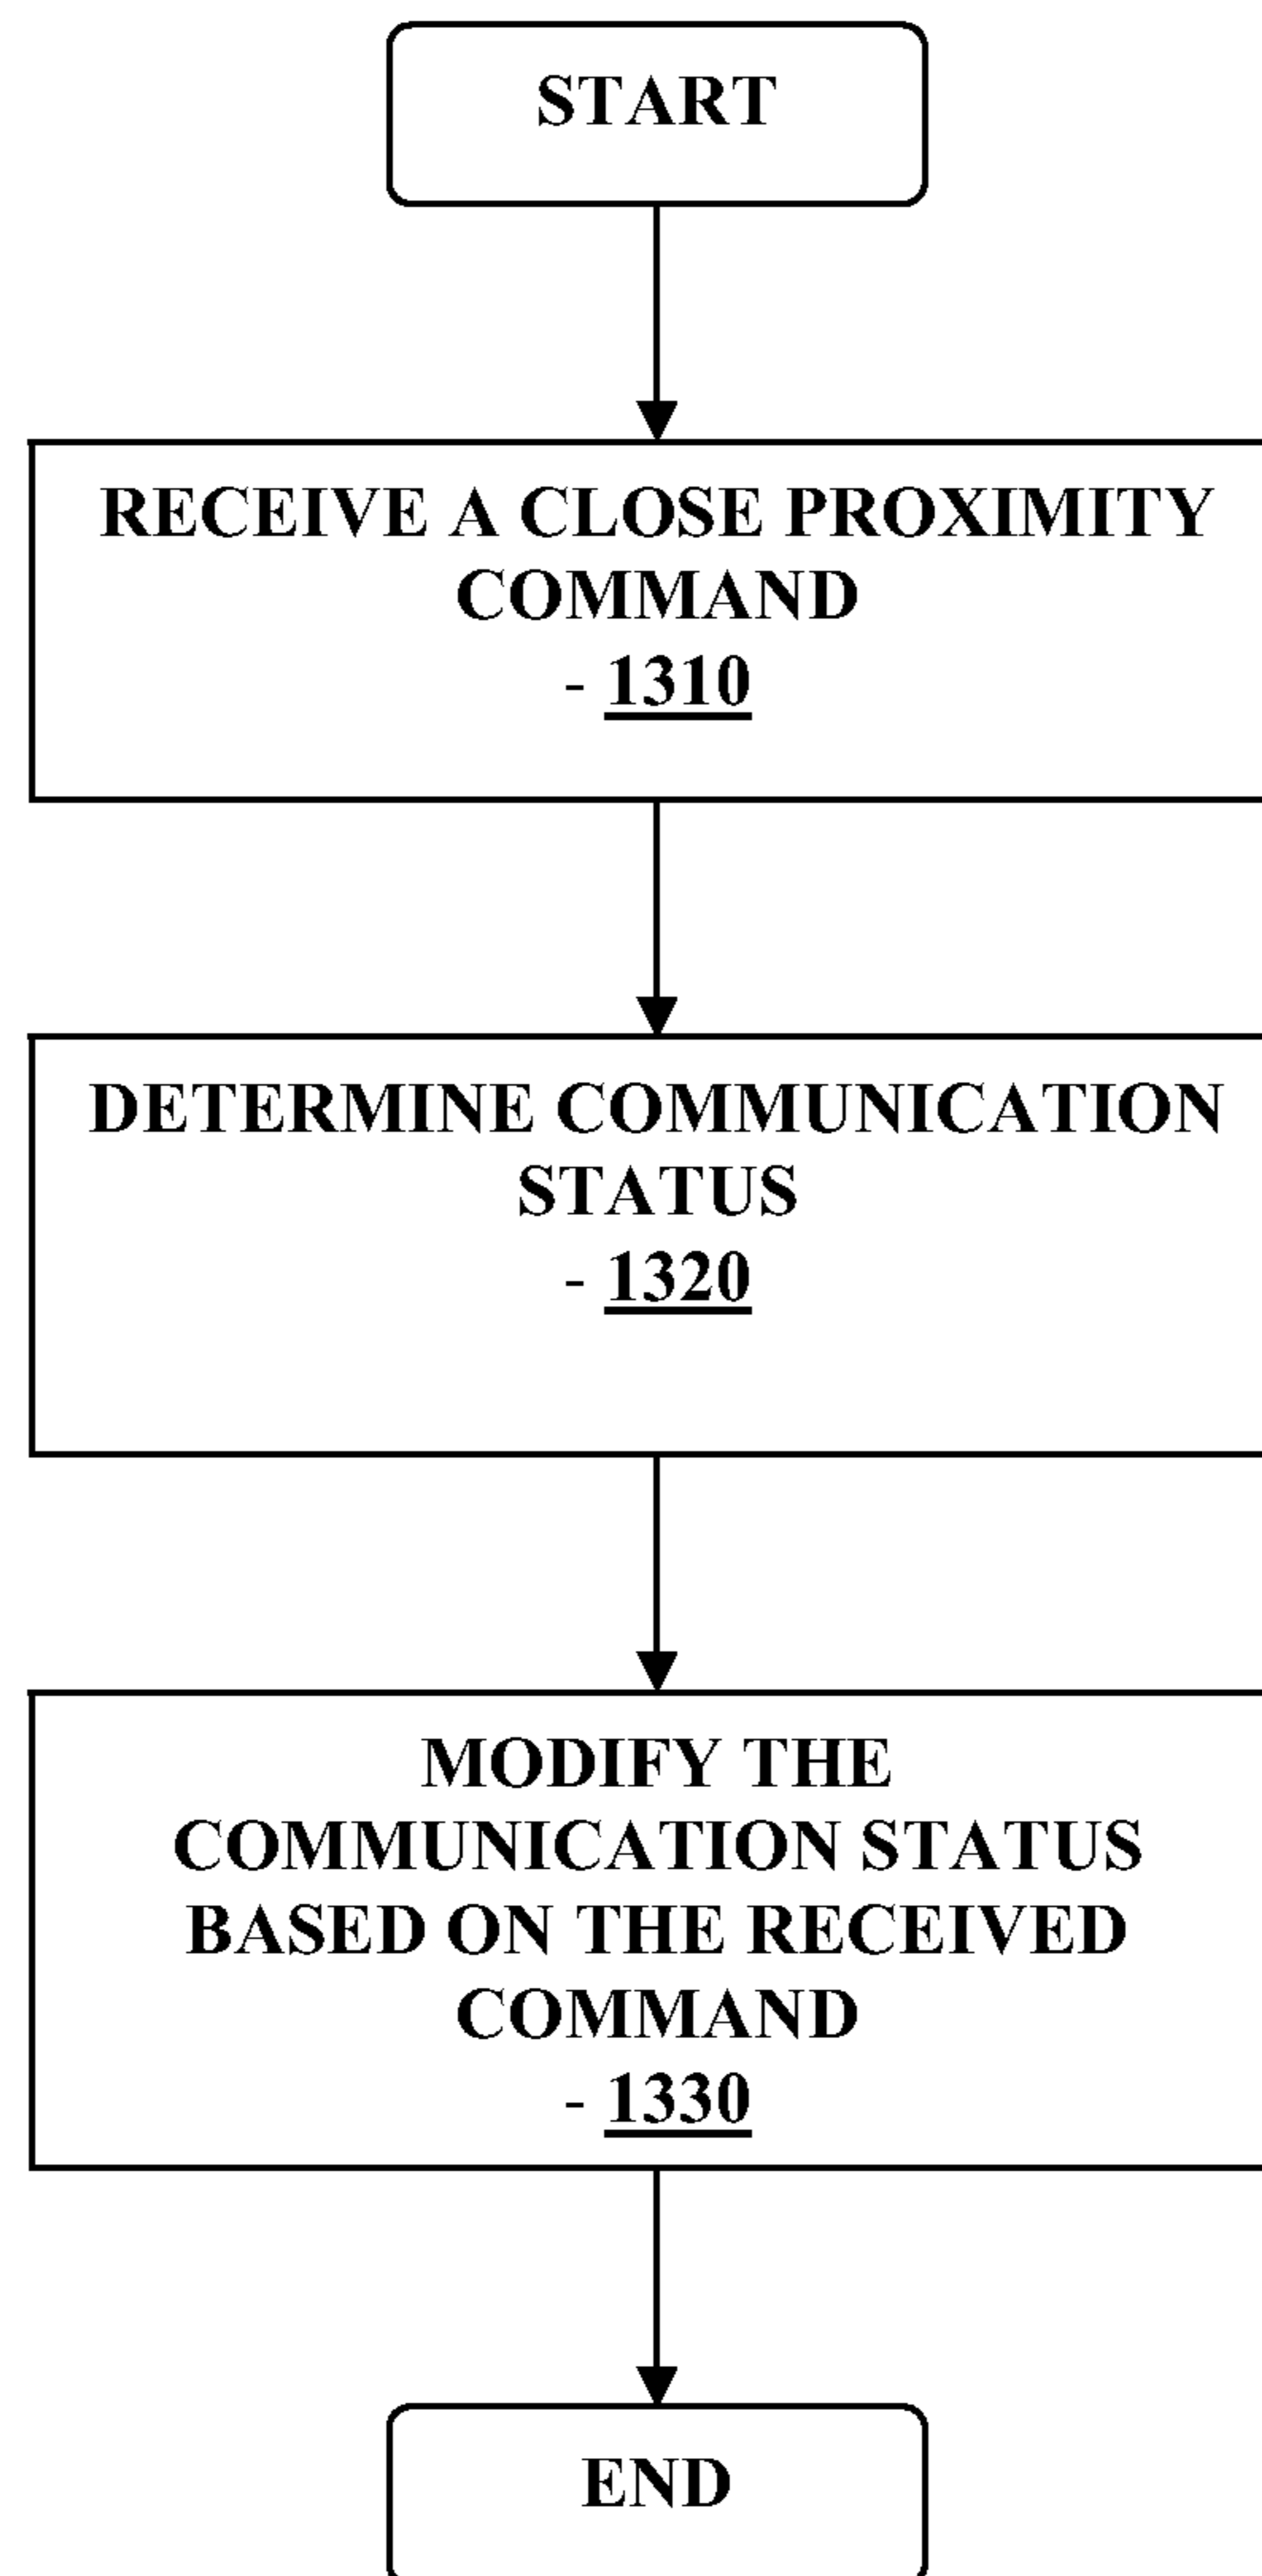 START
RECEIVE A CLOSE PROXIMITY
COMMAND
- 1310
DETERMINE COMMUNICATION
STATUS
- 1320
MODIFY THE
COMMUNICATION STATUS
BASED ON THE RECEIVED
COMMAND
- 1330
END